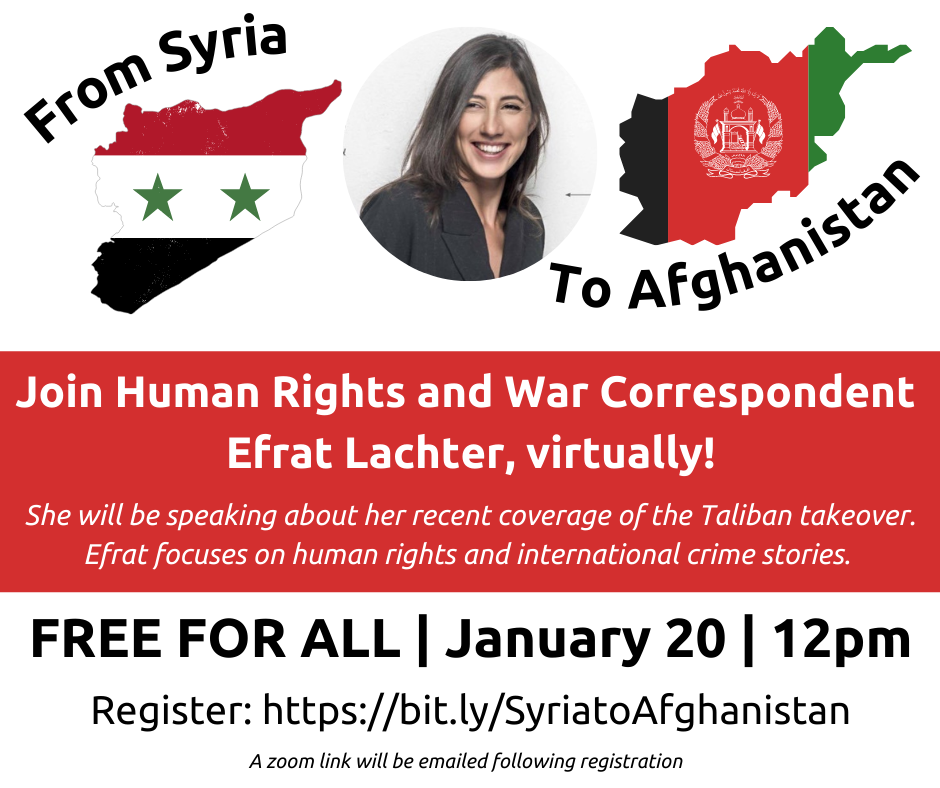 From Syria
To Afghanistan
Join Human Rights and War Correspondent
Efrat Lachter, virtually!
She will be speaking about her recent coverage of the Taliban takeover.
Efrat focuses on human rights and international crime stories.
FREE FOR ALL | January 20 | 12pm
Register: https://bit.ly/SyriatoAfghanistan
A zoom link will be emailed following registration